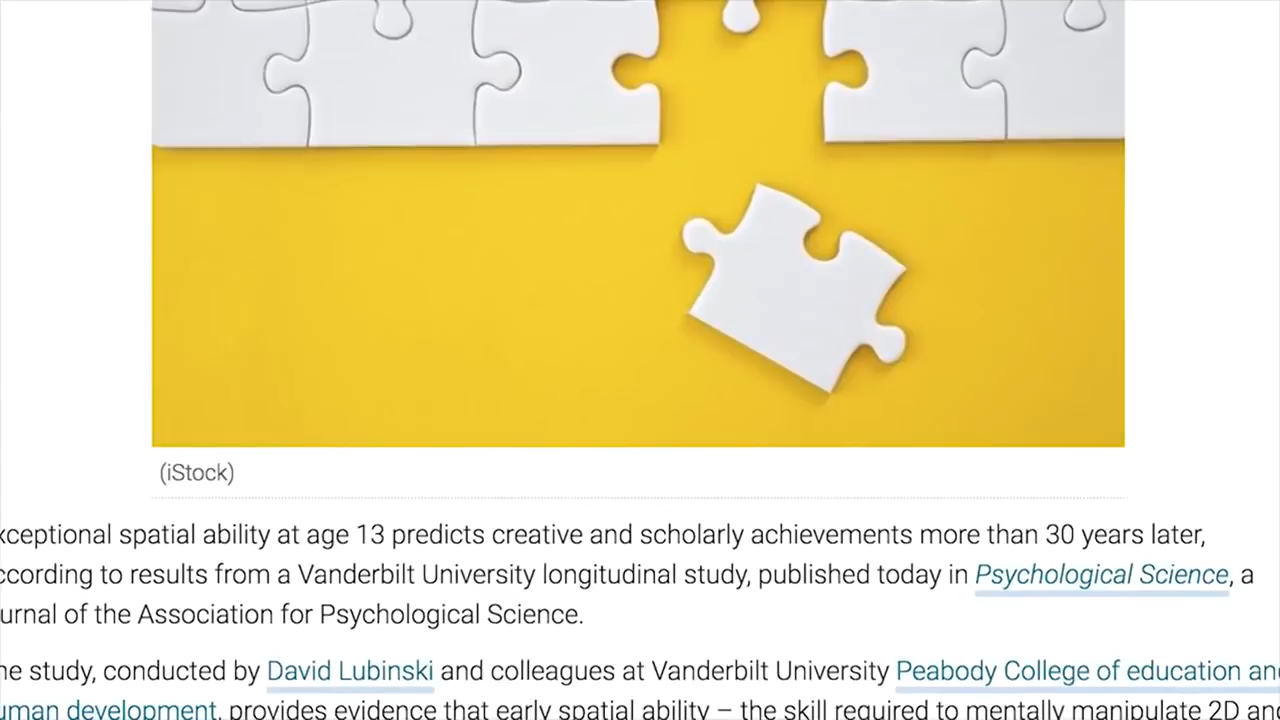 (iStock)
xceptional spatial ability at age 13 predicts creative and scholarly achievements more than 30 years later,
ccording to results from a Vanderbilt University longitudinal study, published today in Psychological Science, a
urnal of the Association for Psychological Science.
he study, conducted by David Lubinski and colleagues at Vanderbilt University Peabody College of education and
uman development, provides evidence that early spatial ability – the skill required to mentally manipulate 2D and